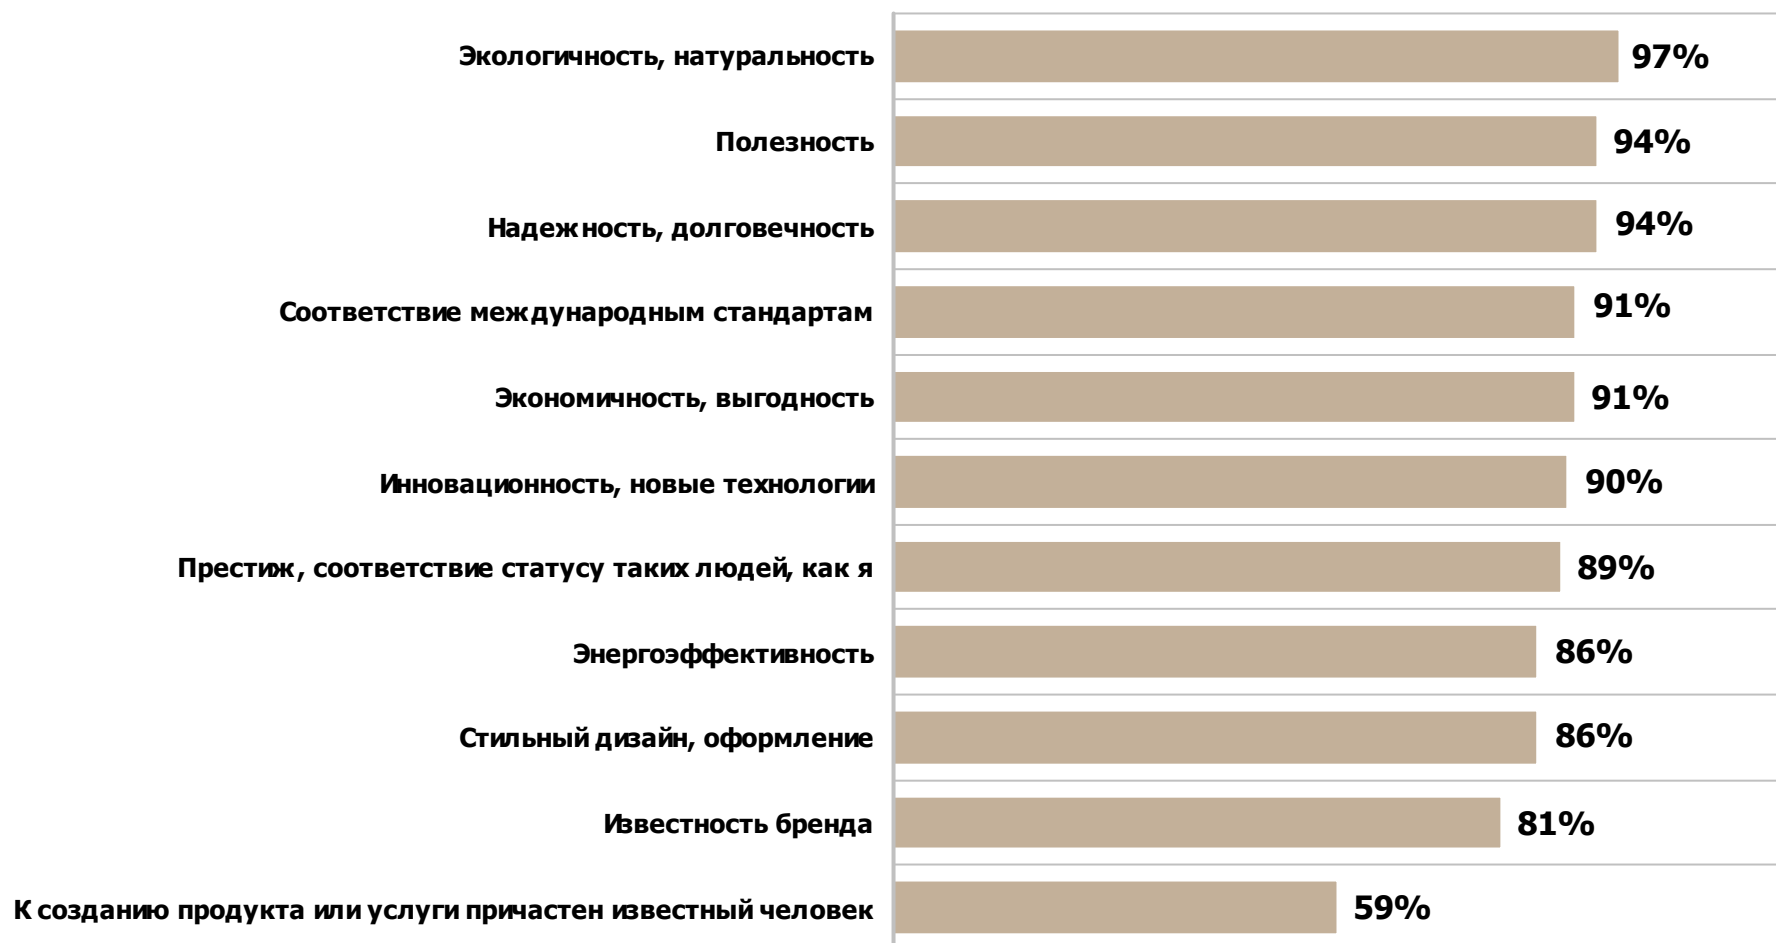 Экологичность, натуральность 97%
Полезность 94%
Надежность, долговечность 94%
Соответствие международным стандартам 91%
Экономичность, выгодность 91%
Инновационность, новые технологии 90%
Престиж, соответствие статусу таких людей, как я 89%
Энергоэффективность 86%
Стильный дизайн, оформление 86%
Известность бренда 81%
К созданию продукта или услуги причастен известный человек 59%